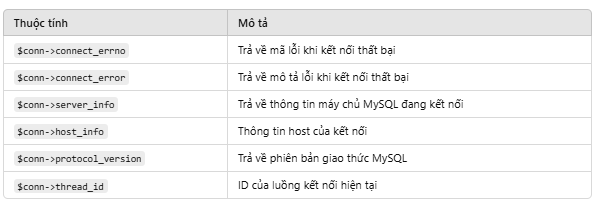 Thuộc tính Mô tả
$conn->connect_errno Trả về mã lỗi khi kết nối thất bại
$conn->connect_error Trả về mô tả lỗi khi kết nối thất bại
$conn->server_info Trả về thông tin máy chủ MySQL đang kết nối
$conn->host_info Thông tin host của kết nối
$conn->protocol_version Trả về phiên bản giao thức MySQL
$conn->thread_id ID của luồng kết nối hiện tại